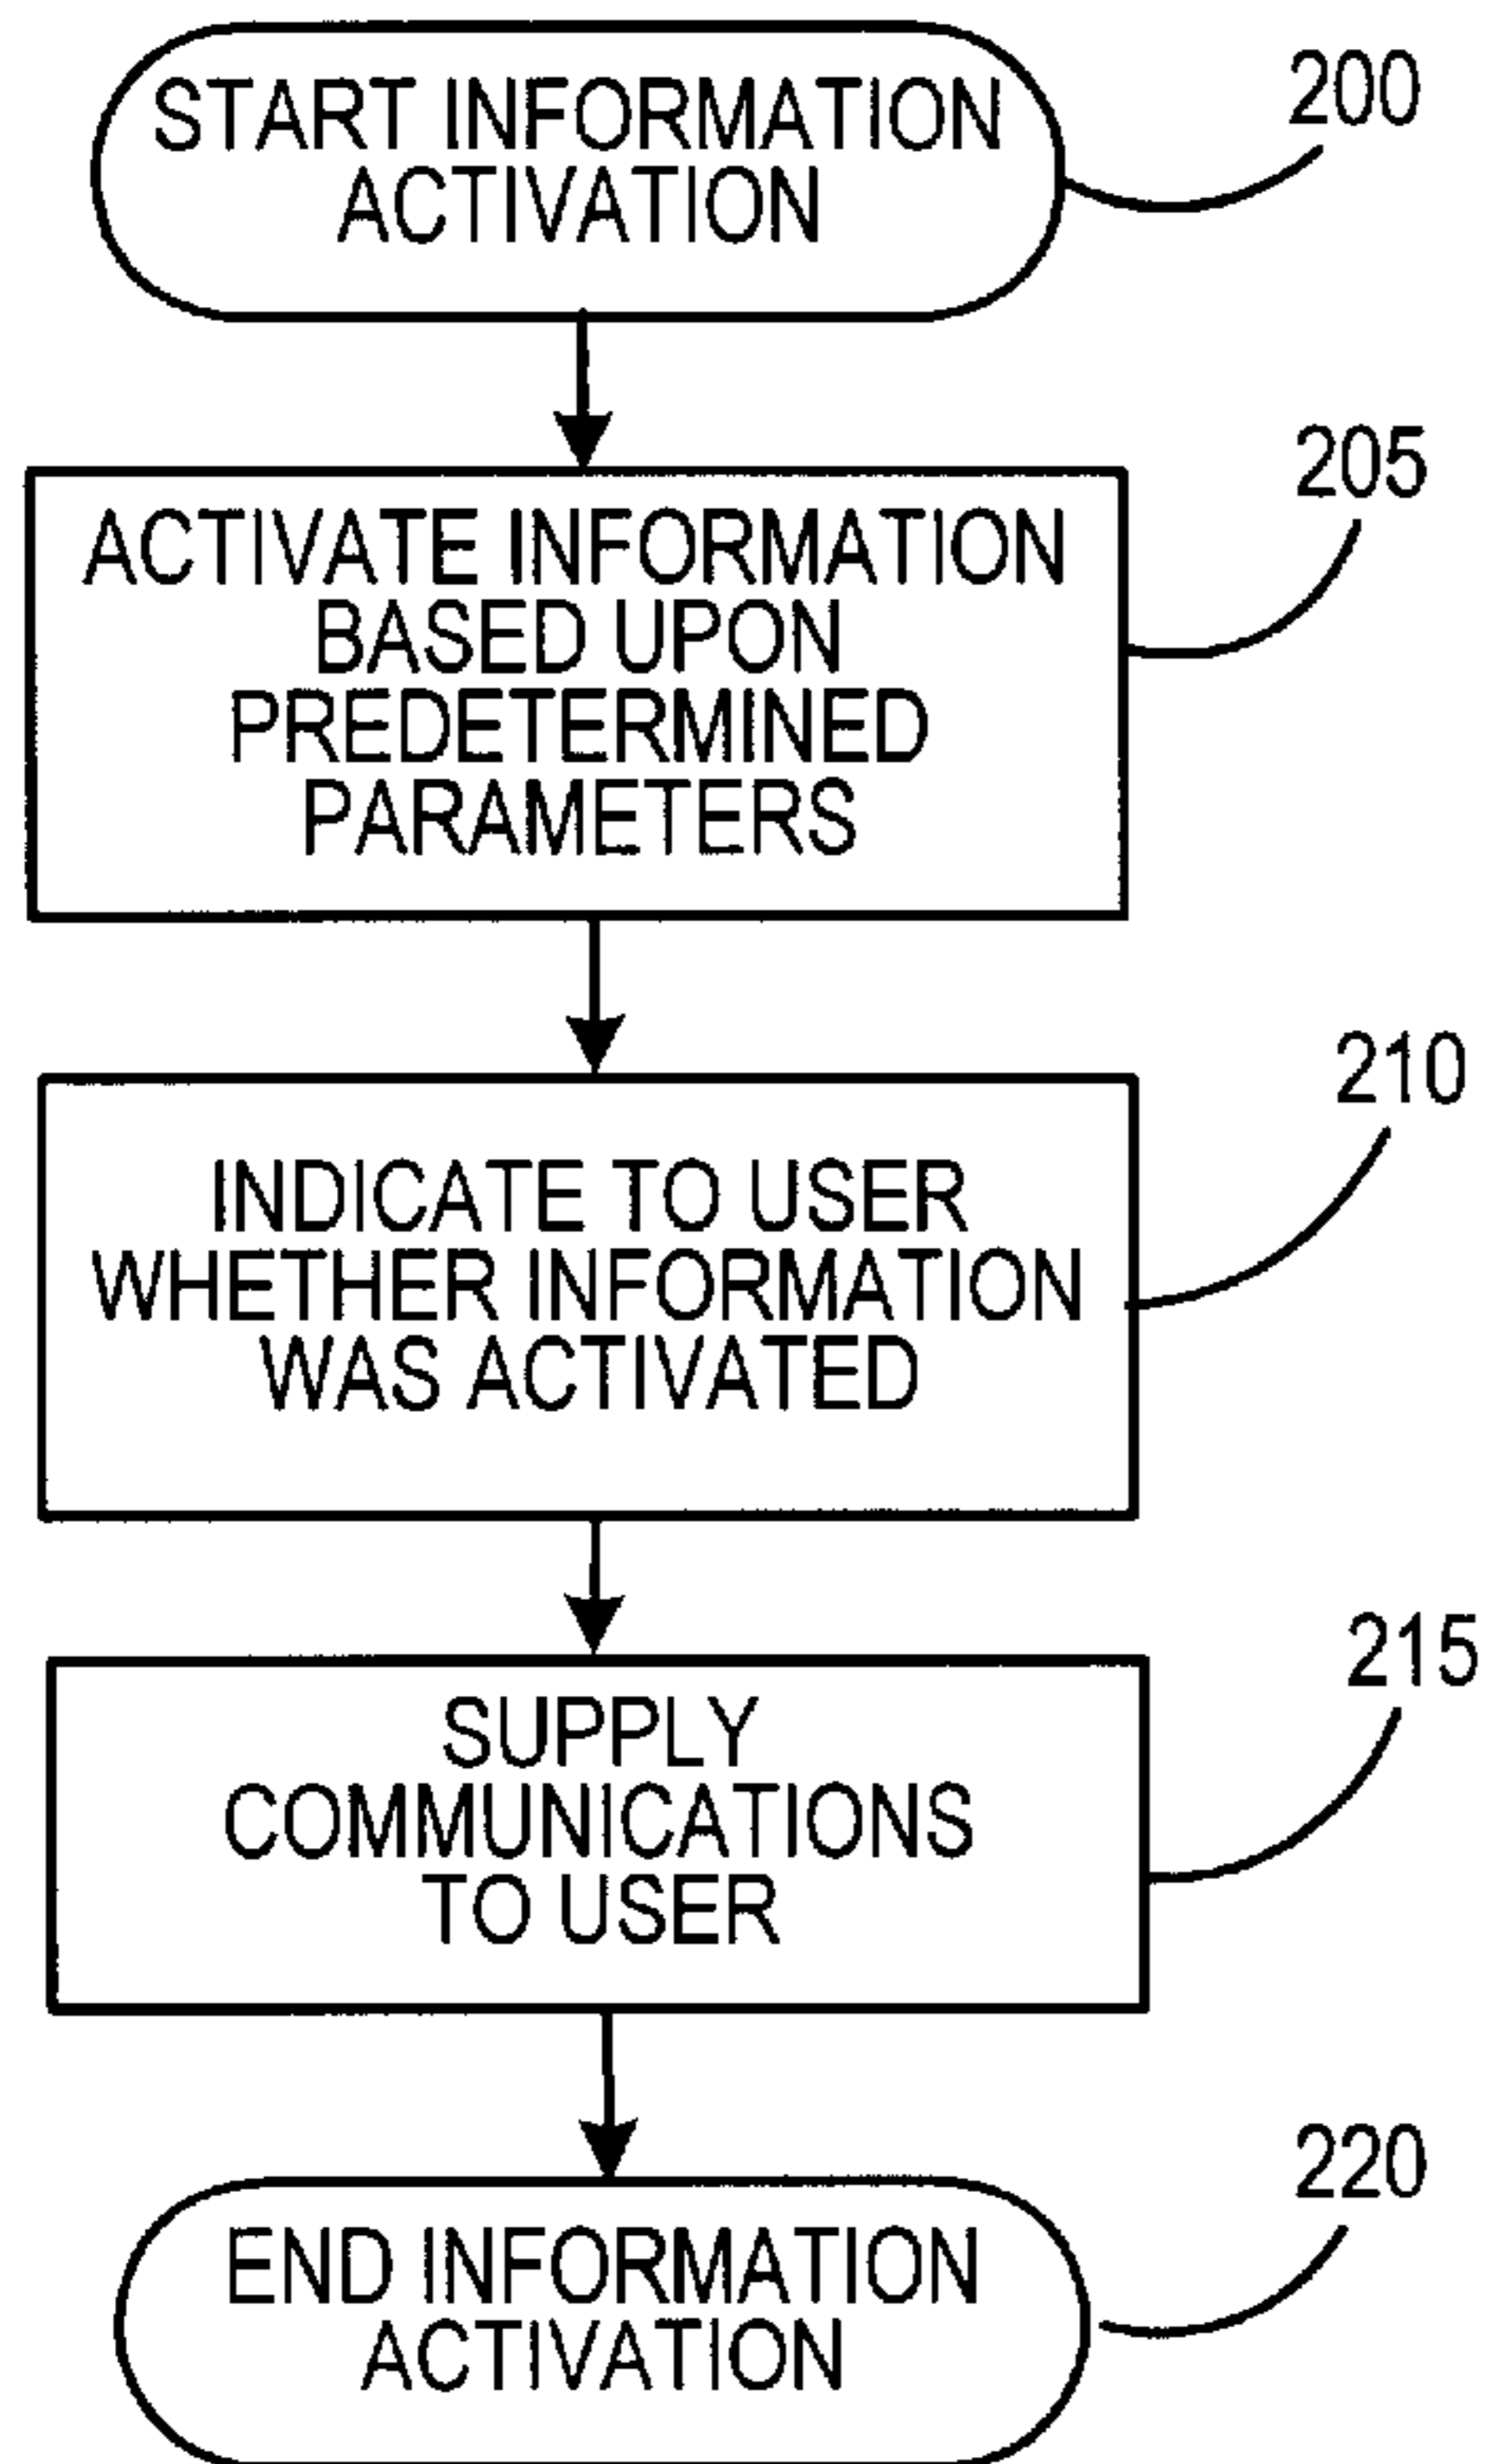 START INFORMATION
ACTIVATION
200
ACTIVATE INFORMATION
BASED UPON
PREDETERMINED
PARAMETERS
205
INDICATE TO USER
WHETHER INFORMATION
WAS ACTIVATED
210
SUPPLY
COMMUNICATIONS
TO USER
215
END INFORMATION
ACTIVATION
220